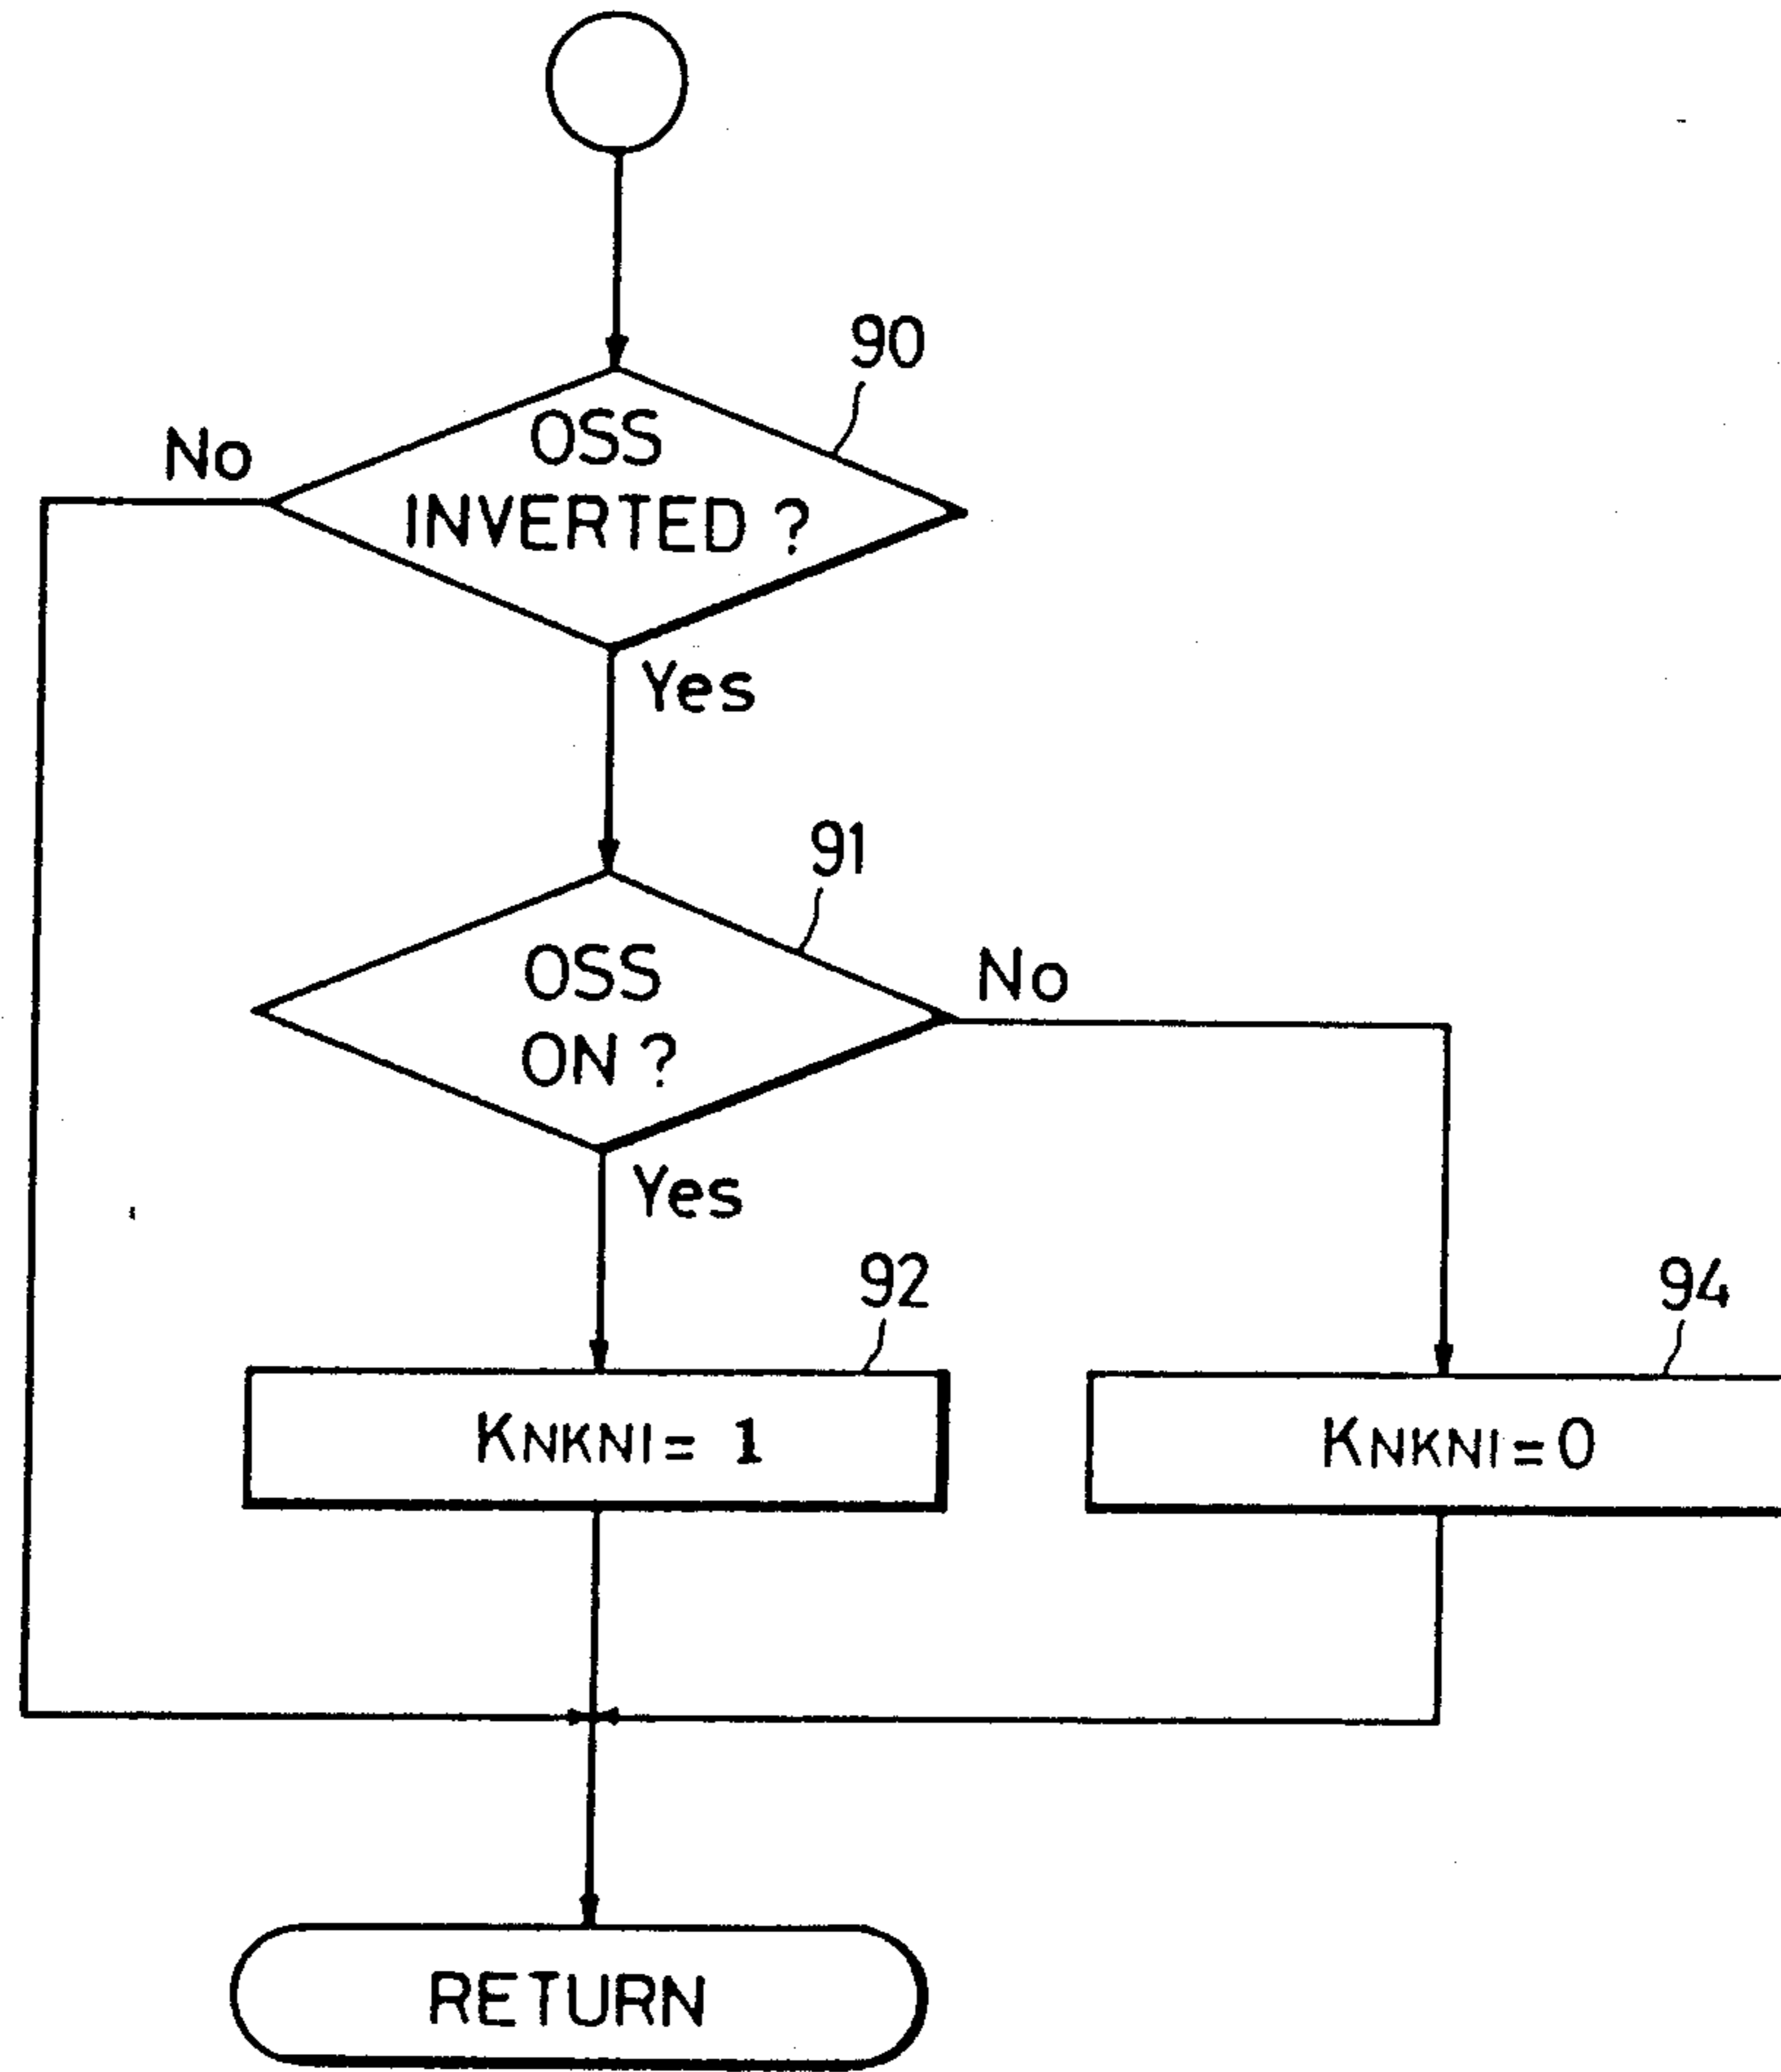 90
OSS
INVERTED ?
No
Yes
91
OSS
ON ?
No
Yes
92
94
KNKNI = 1
KNKNI = 0
RETURN